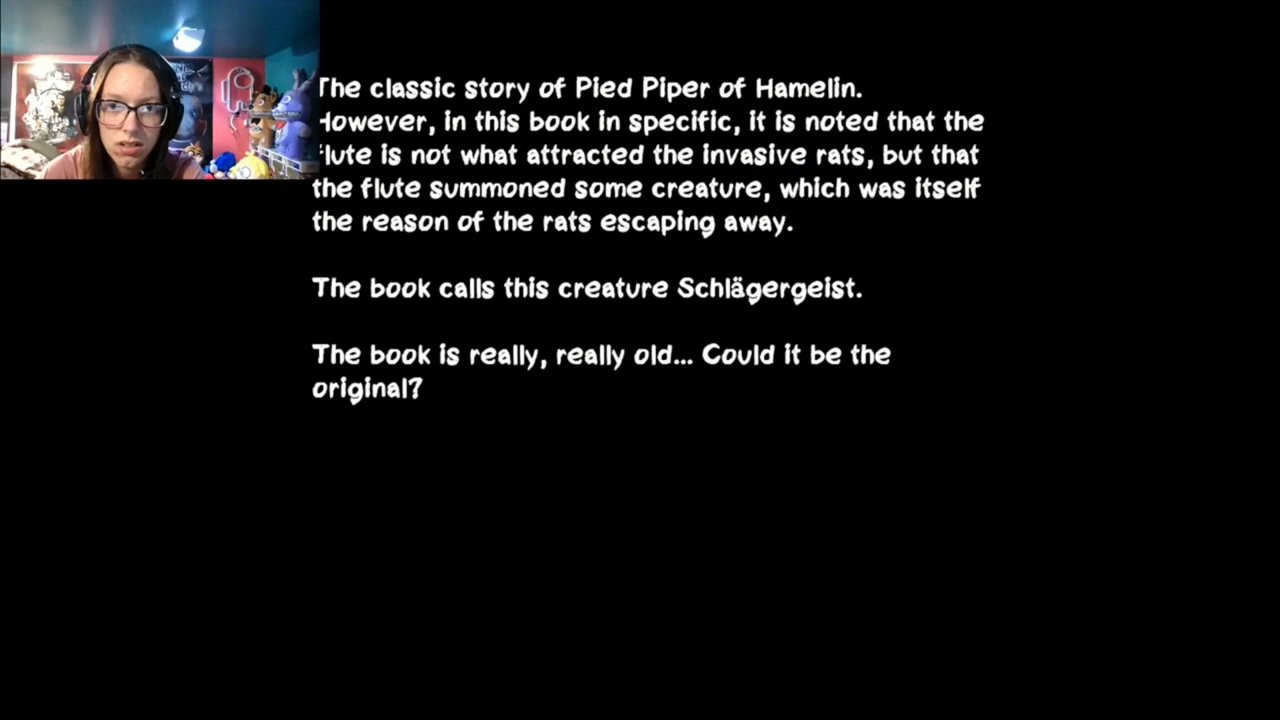 The classic story of Pied Piper of Hamelin.
However, in this book in specific, it is noted that the
flute is not what attracted the invasive rats, but that
the flute summoned some creature, which was itself
the reason of the rats escaping away.
The book calls this creature Schlägergeist.
The book is really, really old... Could it be the
original?